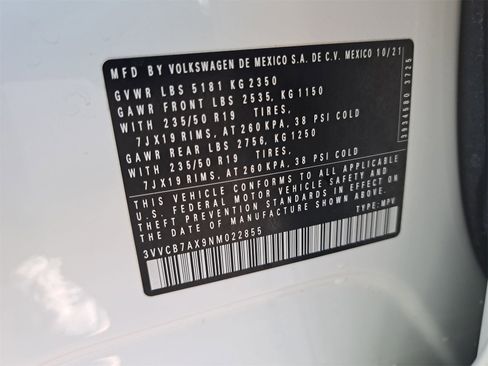 MFD BY VOLKSWAGEN DE MEXICO S.A. DE C.V. MEXICO 10/21
GVWR LBS 5181 KG 2350
GAWR FRONT LBS 2535, KG 1150
WITH 235/50 R19 TIRES,
7JX19 RIMS, AT 260 KPA, 38 PSI COLD
GAWR REAR LBS 2756, KG 1250
WITH 235/50 R19 TIRES,
7JX19 RIMS, AT 260 KPA, 38 PSI COLD
THIS VEHICLE CONFORMS TO ALL APPLICABLE
U.S. FEDERAL MOTOR VEHICLE SAFETY AND
THEFT PREVENTION STANDARDS IN EFFECT ON
THE DATE OF MANUFACTURE SHOWN ABOVE.
3VVCB7AX9NM022855 TYPE: MPV
3934580 3725